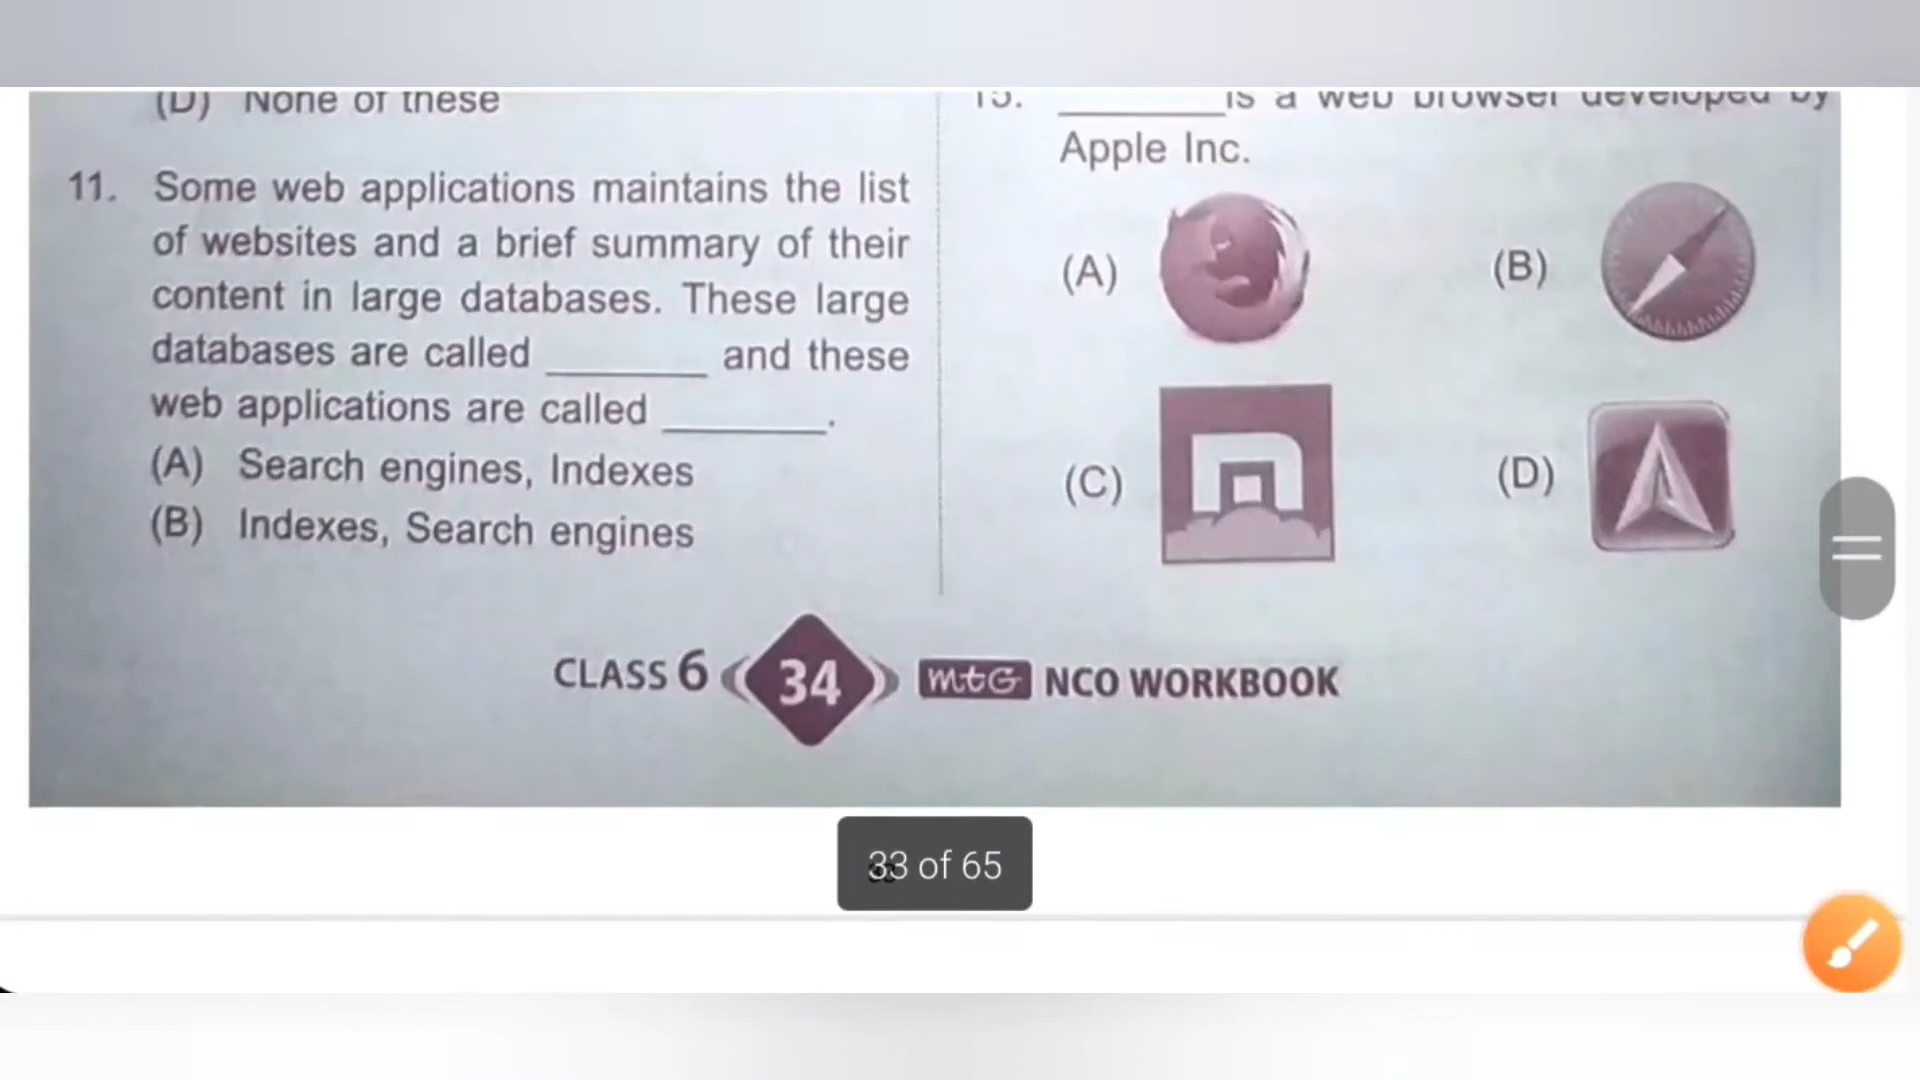 (D) None of these
11. Some web applications maintains the list
of websites and a brief summary of their
content in large databases. These large
databases are called ________ and these
web applications are called ________.
(A) Search engines, Indexes
(B) Indexes, Search engines
15. ________ is a web browser developed by
Apple Inc.
(A)
(B)
(C)
(D)
CLASS 6 34 mtG NCO WORKBOOK
33 of 65